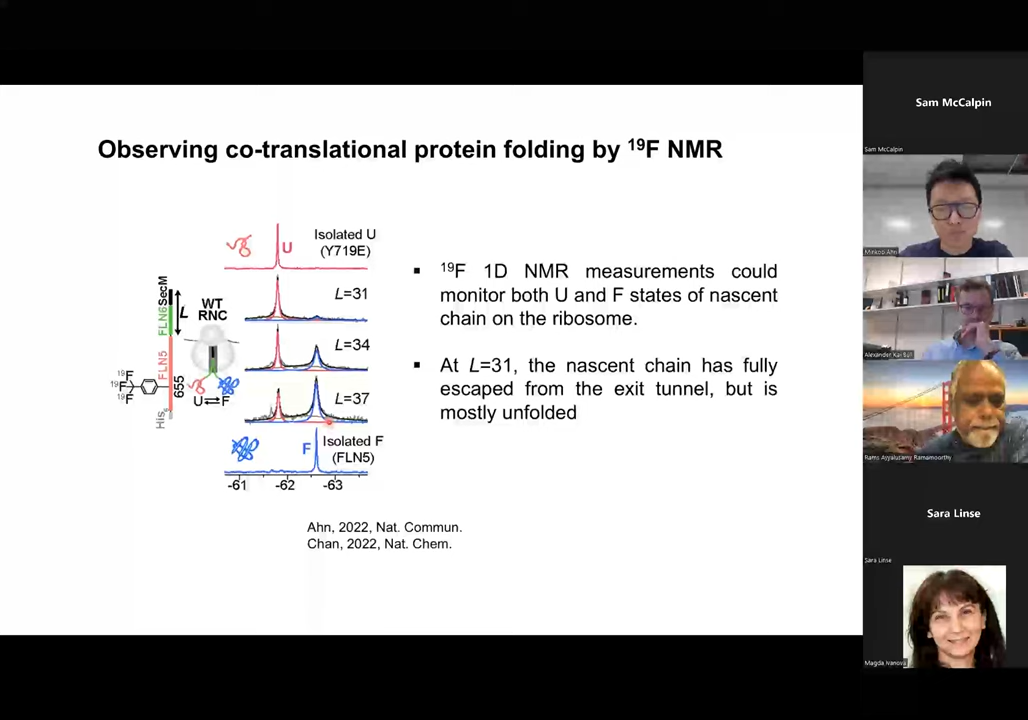 Observing co-translational protein folding by ¹⁹F NMR
Isolated U
(Y719E)
U
L=31
L=34
L=37
Isolated F
(FLN5)
F
-61 -62 -63
SecM
FLN6
L
WT
RNC
FLN5
655
¹⁹F
¹⁹F
¹⁹F
His₆
U⇄F
▪ ¹⁹F 1D NMR measurements could
monitor both U and F states of nascent
chain on the ribosome.
▪ At L=31, the nascent chain has fully
escaped from the exit tunnel, but is
mostly unfolded
Ahn, 2022, Nat. Commun.
Chan, 2022, Nat. Chem.
Sam McCalpin
Sam McCalpin
Minkoo Ahn
Alexander Kai Büll
Rams Ayyalusamy Ramamoorthy
Sara Linse
Sara Linse
Magda Ivanova